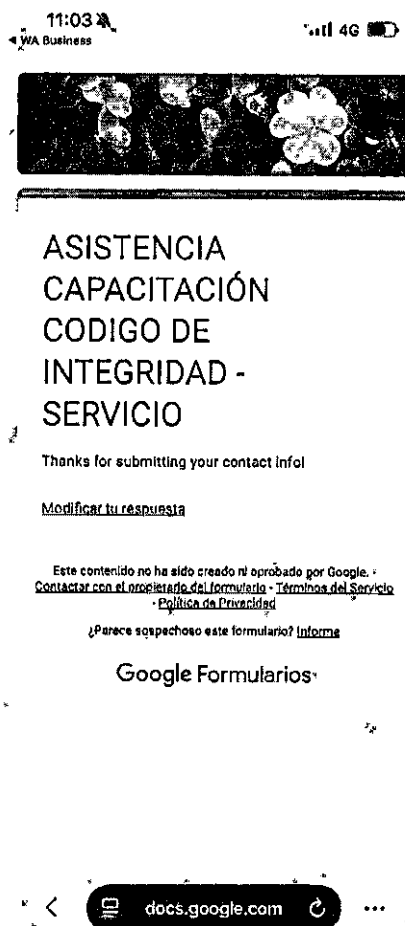 11:03
4G
WA Business
ASISTENCIA
CAPACITACIÓN
CODIGO DE
INTEGRIDAD -
SERVICIO
Thanks for submitting your contact info!
Modificar tu respuesta
Este contenido no ha sido creado ni aprobado por Google. -
Contactar con el propietario del formulario - Términos del Servicio
- Política de Privacidad
¿Parece sospechoso este formulario? Informe
Google Formularios
docs.google.com